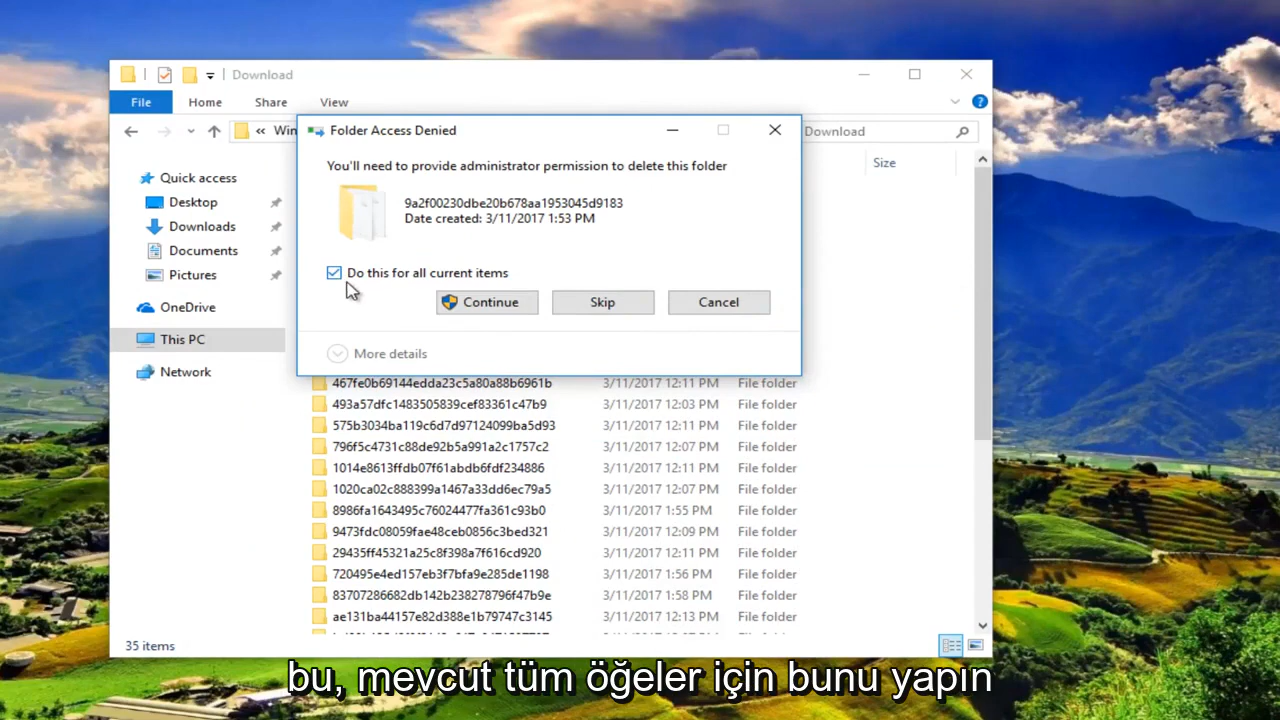 Download
File Home Share View
« Win Download
Folder Access Denied
You'll need to provide administrator permission to delete this folder
9a2f00230dbe20b678aa1953045d9183
Date created: 3/11/2017 1:53 PM
Do this for all current items
Continue Skip Cancel
More details
Size
Quick access
Desktop
Downloads
Documents
Pictures
OneDrive
This PC
Network
467fe0b69144edda23c5a80a88b6961b 3/11/2017 12:11 PM File folder
493a57dfc1483505839cef83361c47b9 3/11/2017 12:03 PM File folder
575b3034ba119c6d7d97124099ba5d93 3/11/2017 12:11 PM File folder
796f5c4731c88de92b5a991a2c1757c2 3/11/2017 12:07 PM File folder
1014e8613ffdb07f61abdb6fdf234886 3/11/2017 12:11 PM File folder
1020ca02c888399a1467a33dd6ec79a5 3/11/2017 12:07 PM File folder
8986fa1643495c76024477fa361c93b0 3/11/2017 1:55 PM File folder
9473fdc08059fae48ceb0856c3bed321 3/11/2017 12:09 PM File folder
29435ff45321a25c8f398a7f616cd920 3/11/2017 12:11 PM File folder
720495e4ed157eb3f7bfa9e285de1198 3/11/2017 1:56 PM File folder
83707286682db142b238278796f47b9e 3/11/2017 1:58 PM File folder
ae131ba44157e82d388e1b79747c3145 3/11/2017 12:13 PM File folder
35 items
bu, mevcut tüm öğeler için bunu yapın